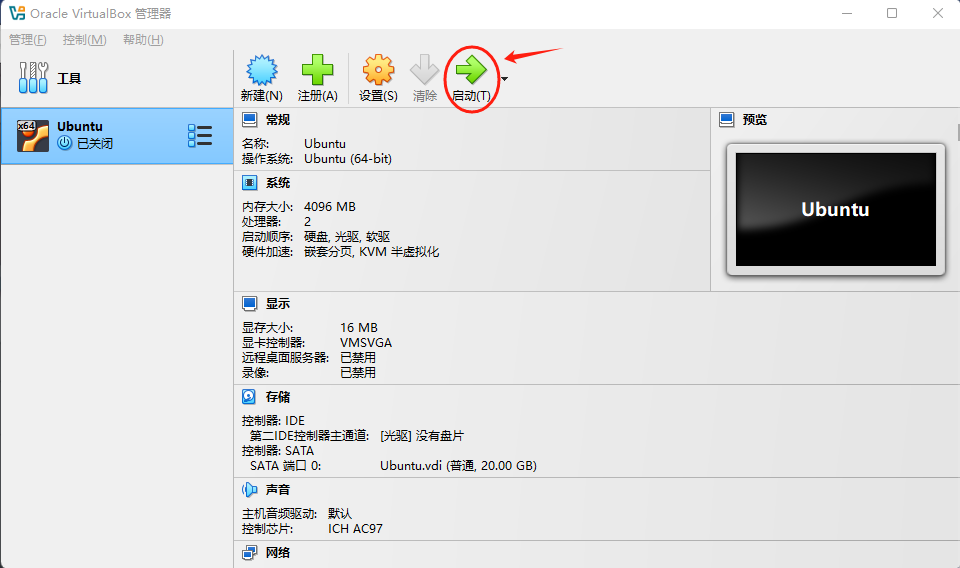 Oracle VirtualBox 管理器
管理(F) 控制(M) 帮助(H)
工具
新建(N) 注册(A) 设置(S) 清除 启动(T)
x64
Ubuntu
已关闭
常规
名称: Ubuntu
操作系统: Ubuntu (64-bit)
系统
内存大小: 4096 MB
处理器: 2
启动顺序: 硬盘, 光驱, 软驱
硬件加速: 嵌套分页, KVM 半虚拟化
预览
Ubuntu
显示
显存大小: 16 MB
显卡控制器: VMSVGA
远程桌面服务器: 已禁用
录像: 已禁用
存储
控制器: IDE
第二IDE控制器主通道: [光驱] 没有盘片
控制器: SATA
SATA 端口 0: Ubuntu.vdi (普通, 20.00 GB)
声音
主机音频驱动: 默认
控制芯片: ICH AC97
网络